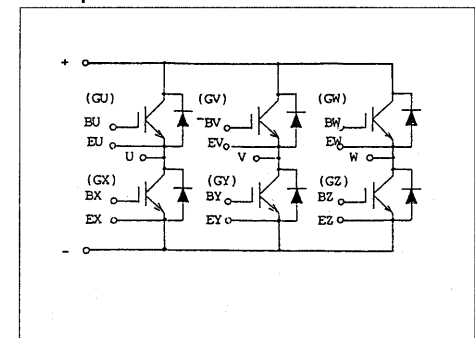 +
(GU) (GV) (GW)
BU BV BW
EU EV EW
U V W
(GX) (GY) (GZ)
BX BY BZ
EX EY EZ
-